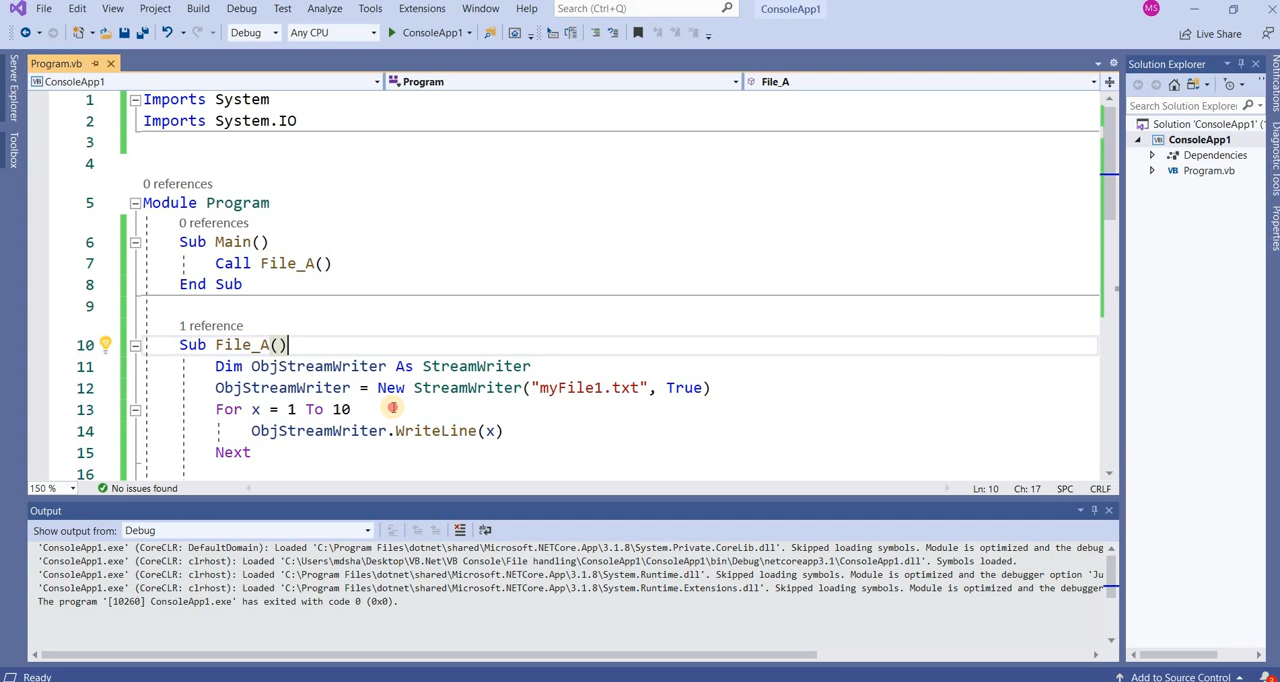 File Edit View Project Build Debug Test Analyze Tools Extensions Window Help Search (Ctrl+Q) ConsoleApp1 MS
Debug Any CPU ConsoleApp1 Live Share
Server Explorer
Toolbox
Program.vb
ConsoleApp1 Program File_A
1 Imports System
2 Imports System.IO
3
4
0 references
5 Module Program
0 references
6 Sub Main()
7 Call File_A()
8 End Sub
9
1 reference
10 Sub File_A()
11 Dim ObjStreamWriter As StreamWriter
12 ObjStreamWriter = New StreamWriter("myFile1.txt", True)
13 For x = 1 To 10
14 ObjStreamWriter.WriteLine(x)
15 Next
16
150 % No issues found Ln: 10 Ch: 17 SPC CRLF
Output
Show output from: Debug
'ConsoleApp1.exe' (CoreCLR: DefaultDomain): Loaded 'C:\Program Files\dotnet\shared\Microsoft.NETCore.App\3.1.8\System.Private.CoreLib.dll'. Skipped loading symbols. Module is optimized and the debug
'ConsoleApp1.exe' (CoreCLR: clrhost): Loaded 'C:\Users\mdsha\Desktop\VB.Net\VB Console\File handling\ConsoleApp1\ConsoleApp1\bin\Debug\netcoreapp3.1\ConsoleApp1.dll'. Symbols loaded.
'ConsoleApp1.exe' (CoreCLR: clrhost): Loaded 'C:\Program Files\dotnet\shared\Microsoft.NETCore.App\3.1.8\System.Runtime.dll'. Skipped loading symbols. Module is optimized and the debugger option 'Ju
'ConsoleApp1.exe' (CoreCLR: clrhost): Loaded 'C:\Program Files\dotnet\shared\Microsoft.NETCore.App\3.1.8\System.Runtime.Extensions.dll'. Skipped loading symbols. Module is optimized and the debugger
The program '[10260] ConsoleApp1.exe' has exited with code 0 (0x0).
Solution Explorer
Search Solution Explorer
Solution 'ConsoleApp1' (
ConsoleApp1
Dependencies
VB Program.vb
Notifications
Diagnostic Tools
Properties
Ready Add to Source Control 3